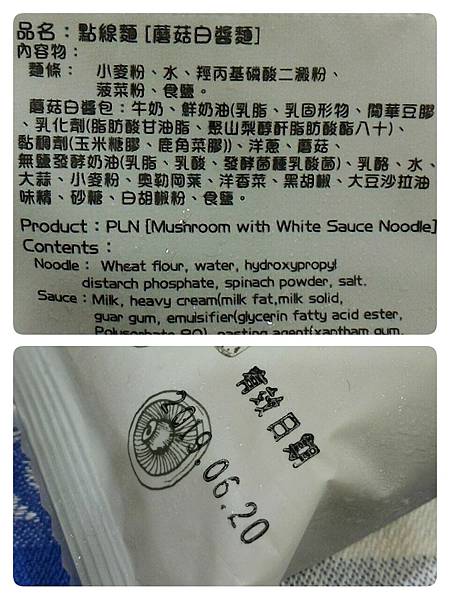 品名：點線麵 [蘑菇白醬麵]
內容物：
麵條： 小麥粉、水、羥丙基磷酸二澱粉、
菠菜粉、食鹽。
蘑菇白醬包：牛奶、鮮奶油(乳脂、乳固形物、關華豆膠
、乳化劑(脂肪酸甘油脂、聚山梨醇酐脂肪酸酯八十)、
黏稠劑(玉米糖膠、鹿角菜膠))、洋蔥、蘑菇、
無鹽發酵奶油(乳脂、乳酸、發酵菌種乳酸菌)、乳酪、水、
大蒜、小麥粉、奧勒岡葉、洋香菜、黑胡椒、大豆沙拉油
味精、砂糖、白胡椒粉、食鹽。
Product：PLN [Mushroom with White Sauce Noodle]
Contents：
Noodle： Wheat flour, water, hydroxypropyl
distarch phosphate, spinach powder, salt.
Sauce：Milk, heavy cream(milk fat,milk solid,
guar gum, emuisifier(glycerin fatty acid ester,
Polysorbate 80), pasting agent(xantham gum,
有效日期
2019.06.20